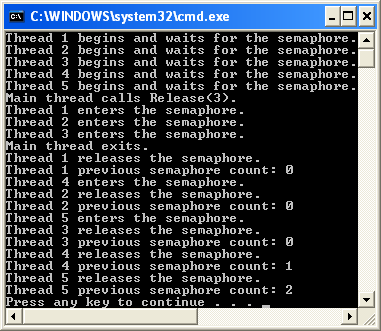 C:\WINDOWS\system32\cmd.exe
Thread 1 begins and waits for the semaphore.
Thread 2 begins and waits for the semaphore.
Thread 3 begins and waits for the semaphore.
Thread 4 begins and waits for the semaphore.
Thread 5 begins and waits for the semaphore.
Main thread calls Release(3).
Thread 1 enters the semaphore.
Thread 2 enters the semaphore.
Thread 3 enters the semaphore.
Main thread exits.
Thread 1 releases the semaphore.
Thread 1 previous semaphore count: 0
Thread 4 enters the semaphore.
Thread 2 releases the semaphore.
Thread 2 previous semaphore count: 0
Thread 5 enters the semaphore.
Thread 3 releases the semaphore.
Thread 3 previous semaphore count: 0
Thread 4 releases the semaphore.
Thread 4 previous semaphore count: 1
Thread 5 releases the semaphore.
Thread 5 previous semaphore count: 2
Press any key to continue . . . _